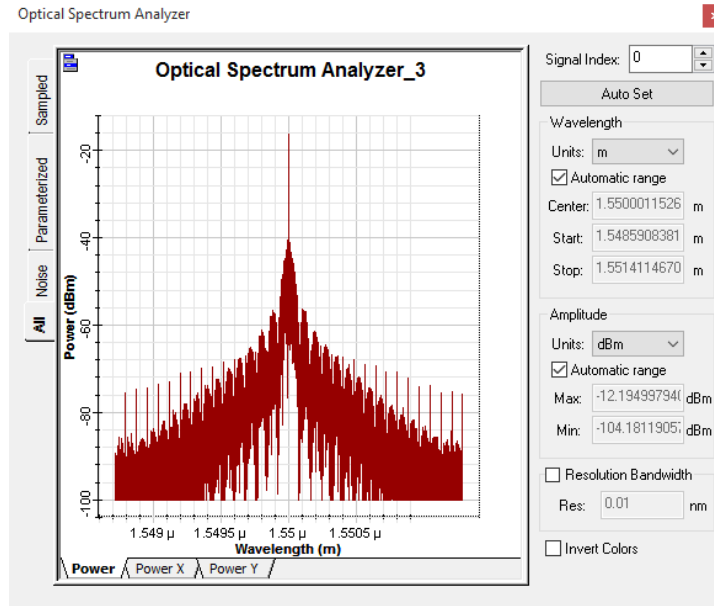 Optical Spectrum Analyzer
Optical Spectrum Analyzer_3
Sampled
Parameterized
Noise
All
Power (dBm)
-20
-40
-60
-80
-100
1.549 µ 1.5495 µ 1.55 µ 1.5505 µ
Wavelength (m)
Power Power X Power Y
Signal Index: 0
Auto Set
Wavelength
Units: m
Automatic range
Center: 1.5500011526 m
Start: 1.5485908381 m
Stop: 1.5514114670 m
Amplitude
Units: dBm
Automatic range
Max: -12.19499794( dBm
Min: -104.1811905; dBm
Resolution Bandwidth
Res: 0.01 nm
Invert Colors